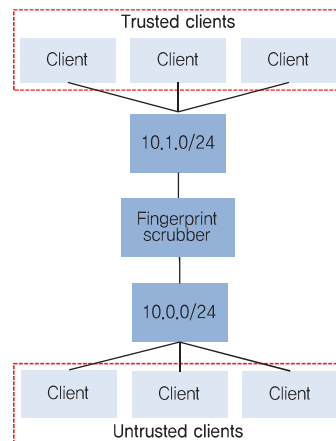 Trusted clients
Client Client Client
10.1.0/24
Fingerprint
scrubber
10.0.0/24
Client Client Client
Untrusted clients